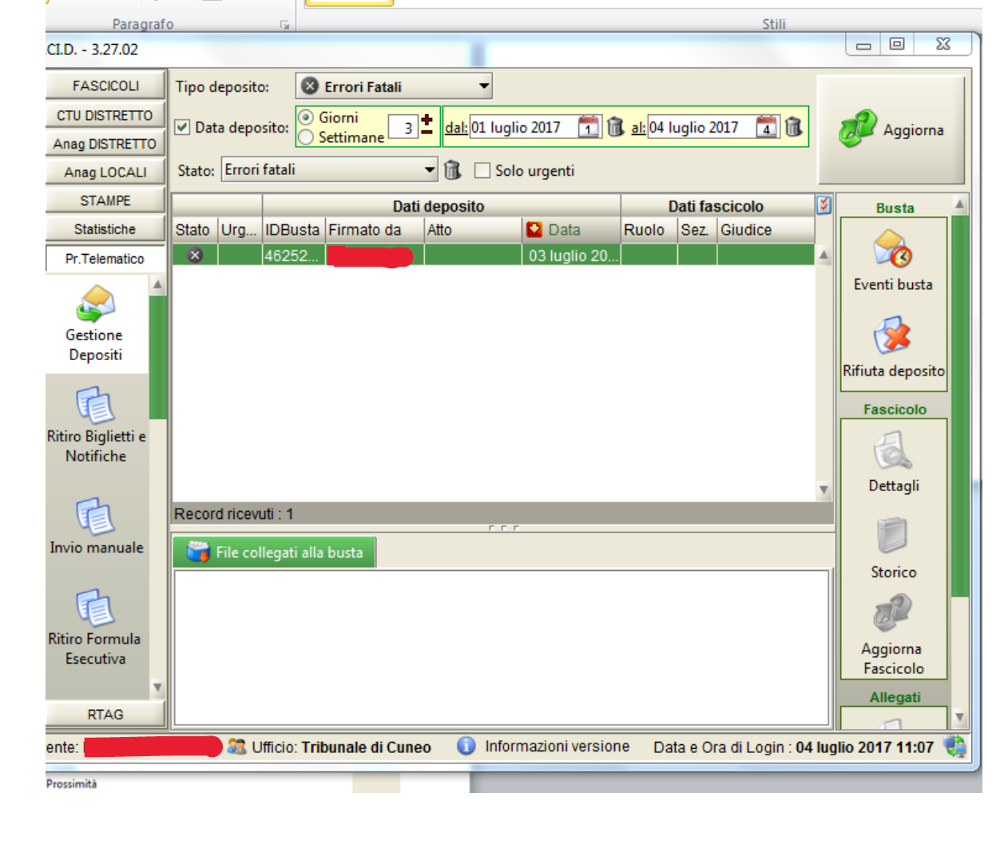 Paragrafo
Stili
.CI.D. - 3.27.02
FASCICOLI
CTU DISTRETTO
Anag DISTRETTO
Anag LOCALI
STAMPE
Statistiche
Pr.Telematico
Gestione
Depositi
Ritiro Biglietti e
Notifiche
Invio manuale
Ritiro Formula
Esecutiva
RTAG
Tipo deposito: Errori Fatali
Data deposito: Giorni
Settimane 3 dal: 01 luglio 2017 1 al: 04 luglio 2017 4
Stato: Errori fatali Solo urgenti
Aggiorna
Dati deposito Dati fascicolo
Stato Urg... IDBusta Firmato da Atto Data Ruolo Sez. Giudice
46252... 03 luglio 20...
Record ricevuti : 1
File collegati alla busta
Busta
Eventi busta
Rifiuta deposito
Fascicolo
Dettagli
Storico
Aggiorna
Fascicolo
Allegati
ente: Ufficio: Tribunale di Cuneo Informazioni versione Data e Ora di Login : 04 luglio 2017 11:07
Prossimità